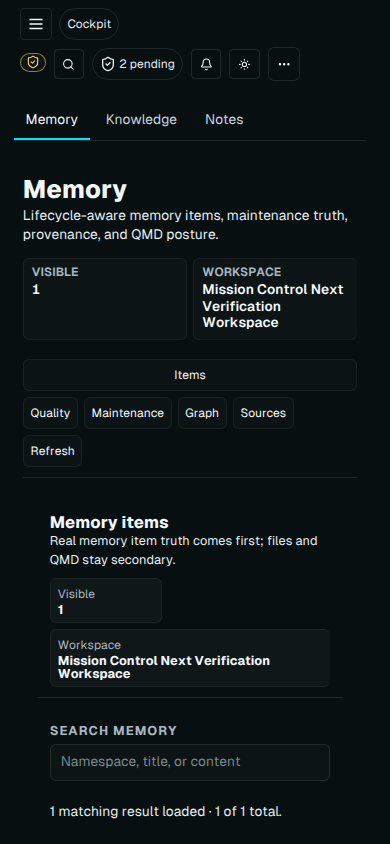 Cockpit
2 pending
Memory Knowledge Notes
Memory
Lifecycle-aware memory items, maintenance truth,
provenance, and QMD posture.
VISIBLE
1
WORKSPACE
Mission Control Next
Verification
Workspace
Items
Quality Maintenance Graph Sources
Refresh
Memory items
Real memory item truth comes first; files and
QMD stay secondary.
Visible
1
Workspace
Mission Control Next Verification
Workspace
SEARCH MEMORY
Namespace, title, or content
1 matching result loaded · 1 of 1 total.